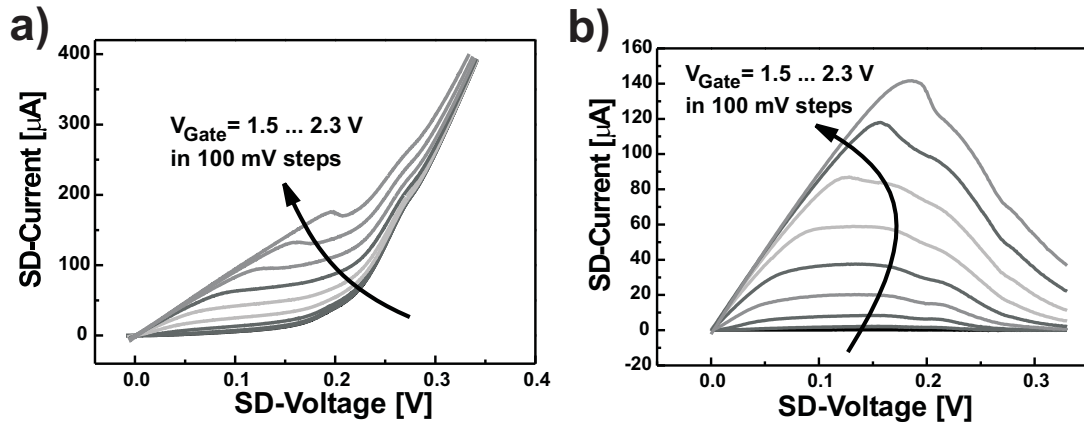 a)
400
300
200
100
0
SD-Current [μA]
V_Gate= 1.5 ... 2.3 V
in 100 mV steps
0.0 0.1 0.2 0.3 0.4
SD-Voltage [V]
b)
160
140
120
100
80
60
40
20
0
-20
SD-Current [μA]
V_Gate= 1.5 ... 2.3 V
in 100 mV steps
0.0 0.1 0.2 0.3
SD-Voltage [V]